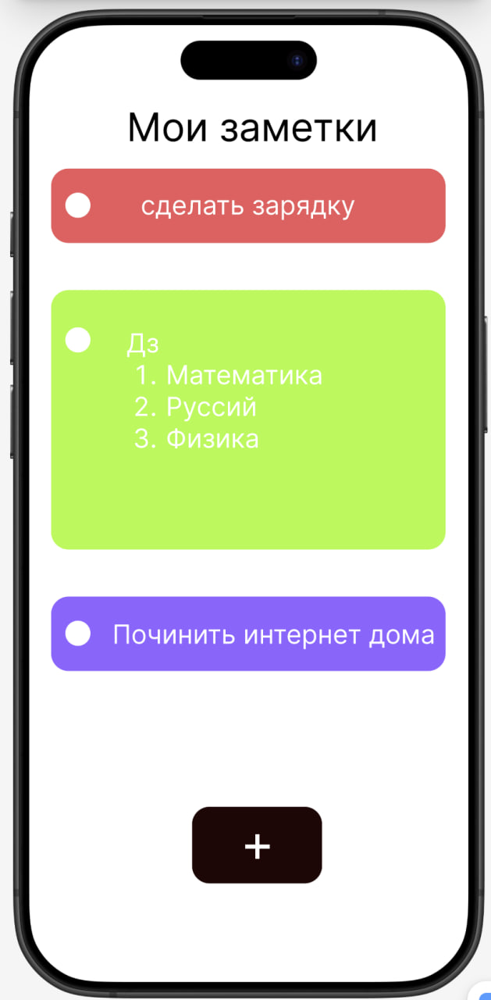 Мои заметки
сделать зарядку
Дз
1. Математика
2. Руссий
3. Физика
Починить интернет дома
+